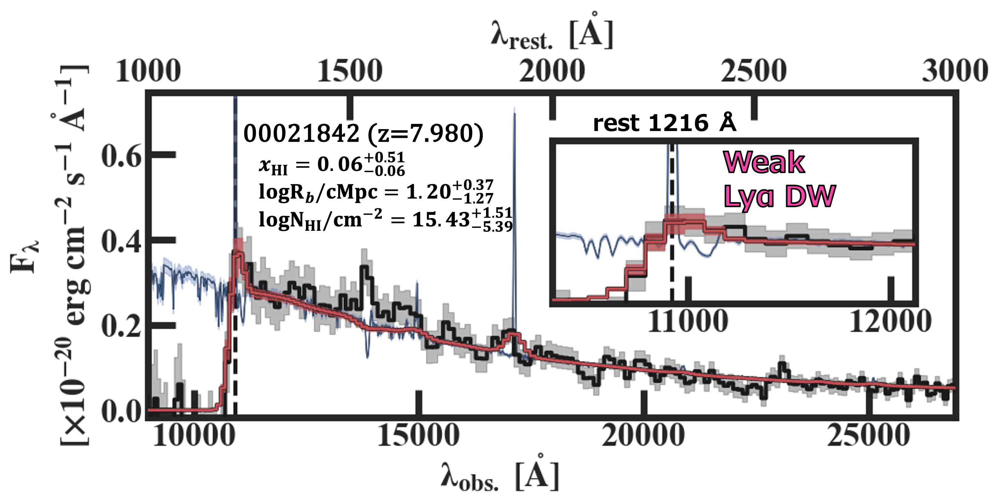 λrest. [Å]
1000 1500 2000 2500 3000
Fλ
[×10−20 erg cm−2 s−1 Å−1]
0.6
0.4
0.2
0.0
00021842 (z=7.980)
xHI = 0.06+0.51−0.06
logRb/cMpc = 1.20+0.37−1.27
logNHI/cm−2 = 15.43+1.51−5.39
rest 1216 Å
Weak
Lyα DW
11000 12000
10000 15000 20000 25000
λobs. [Å]